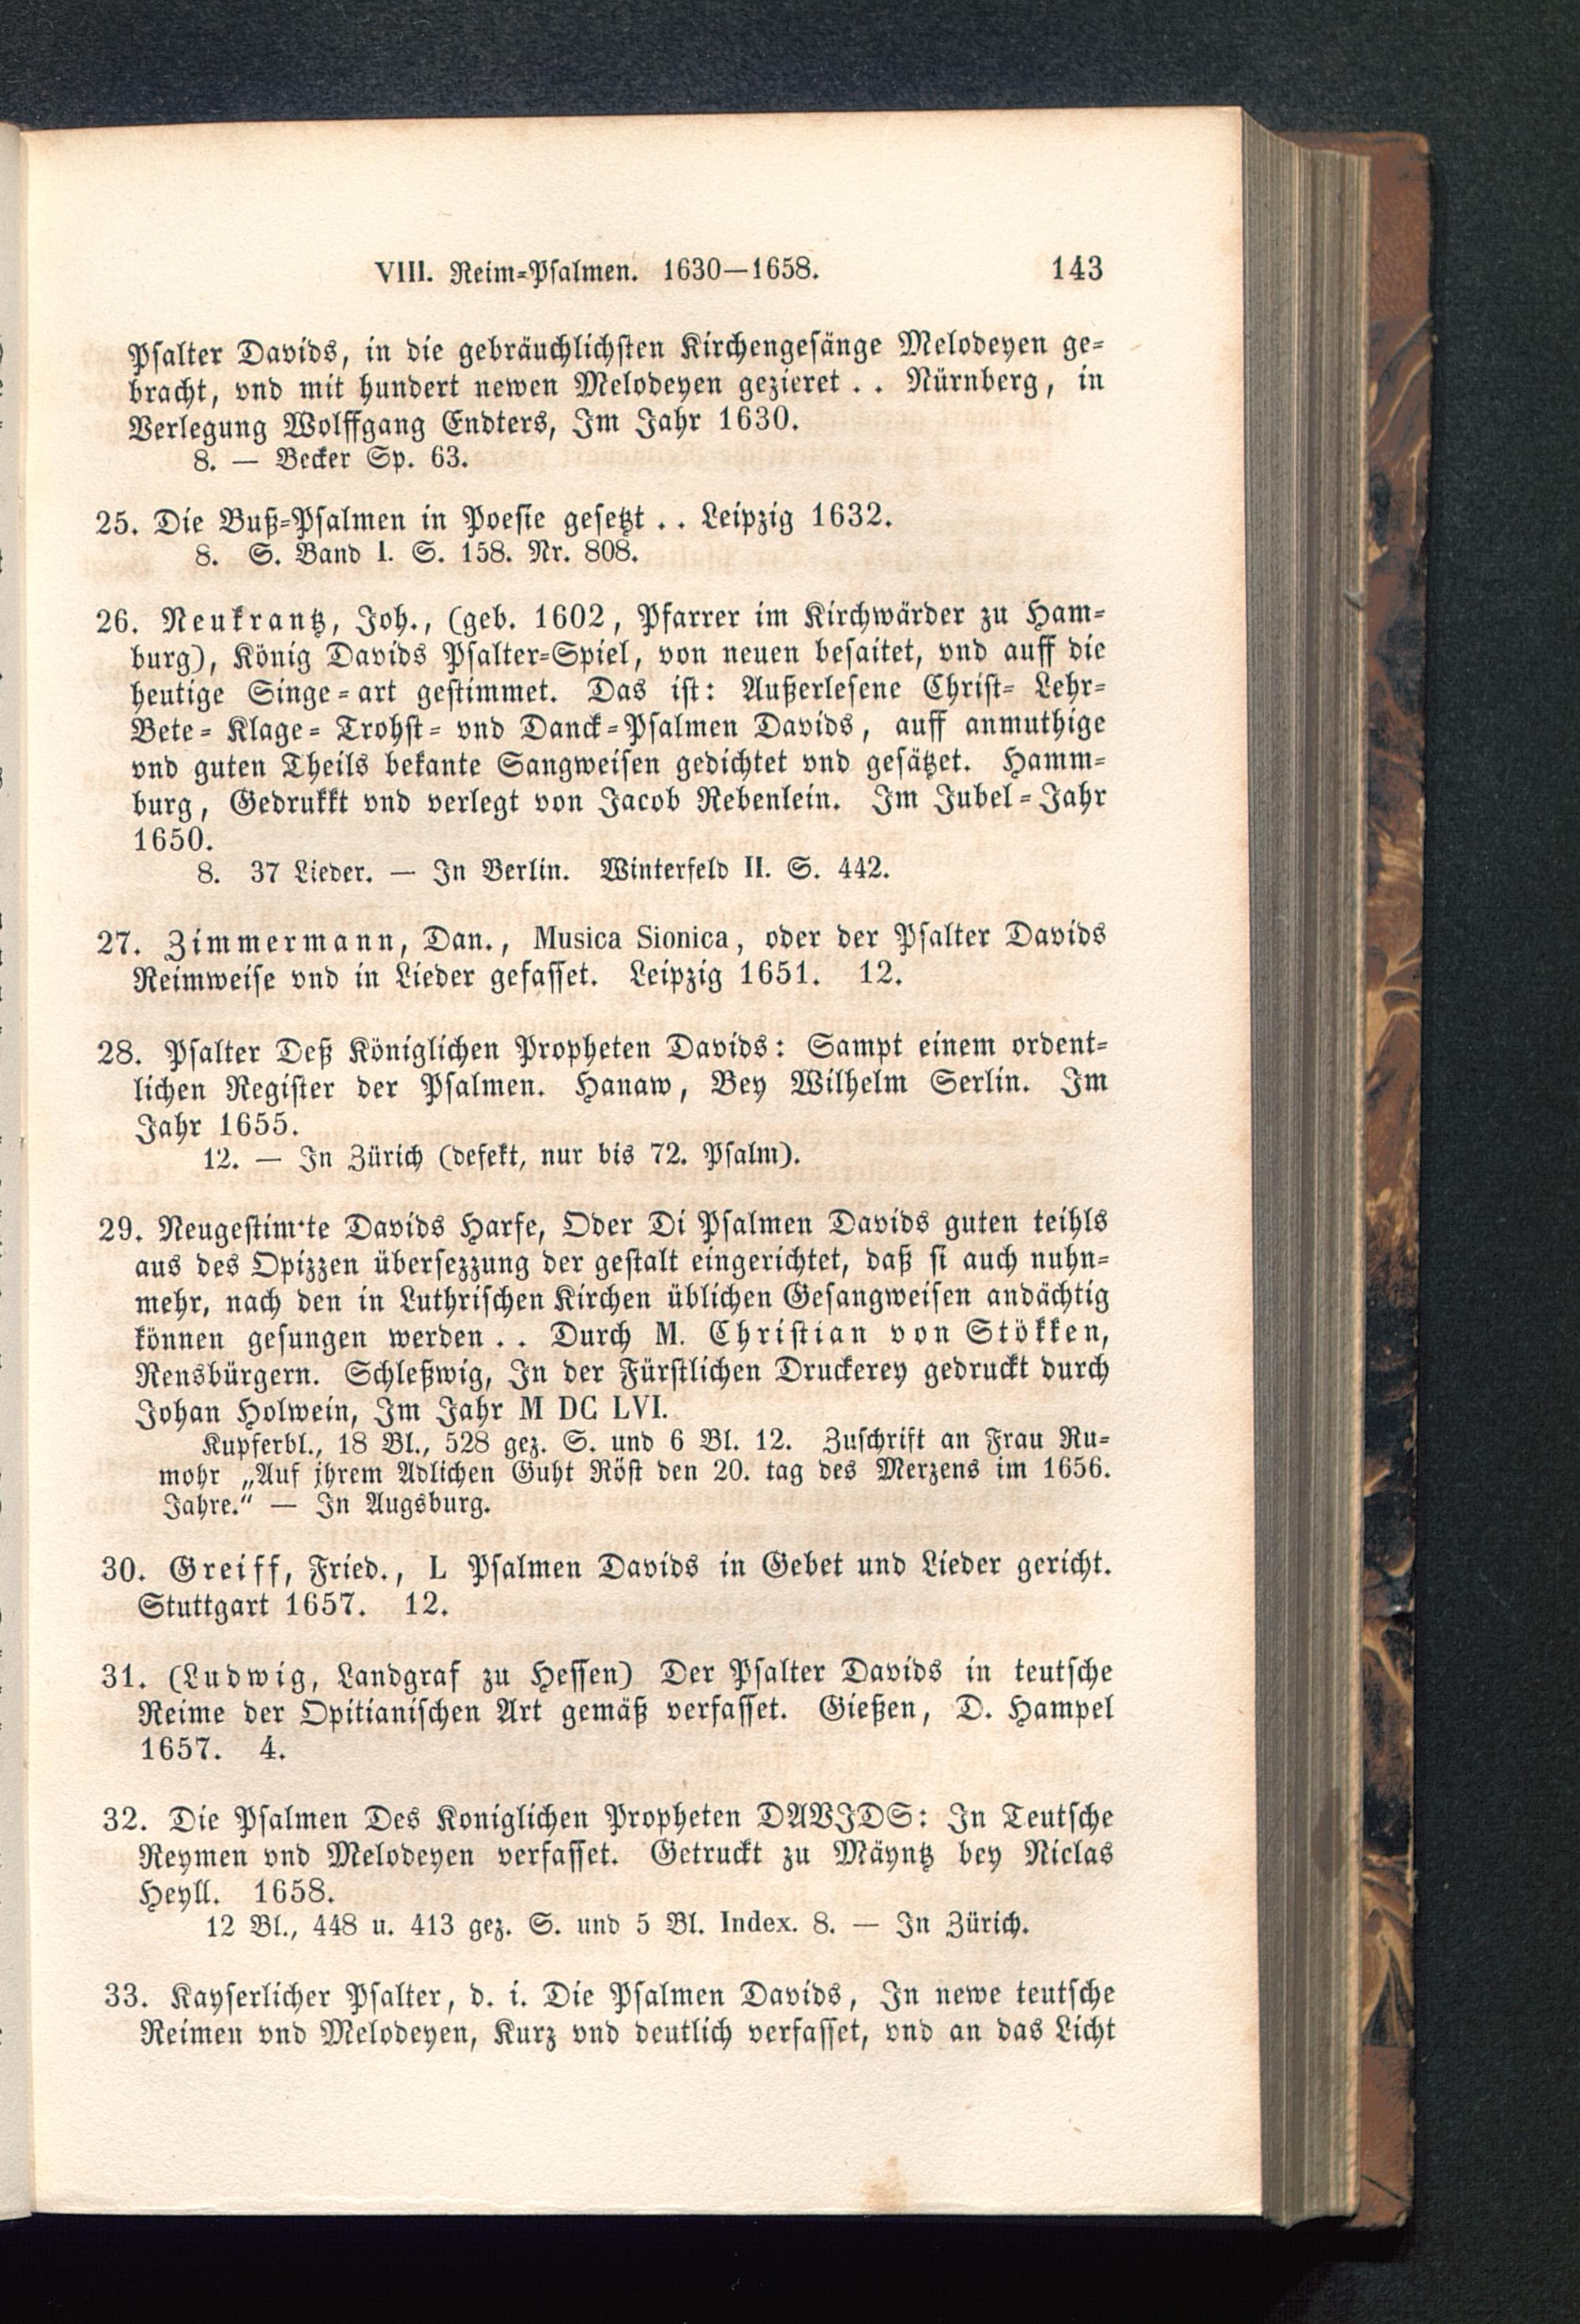 VIII. Reim-Psalmen. 1630—1658. 143
Psalter Davids, in die gebräuchlichsten Kirchengesänge Melodeyen ge-
bracht, vnd mit hundert newen Melodeyen gezieret . . Nürnberg, in
Verlegung Wolffgang Endters, Im Jahr 1630.
8. — Becker Sp. 63.
25. Die Buß-Psalmen in Poesie gesetzt . . Leipzig 1632.
8. S. Band I. S. 158. Nr. 808.
26. Neukrantz, Joh., (geb. 1602, Pfarrer im Kirchwärder zu Ham-
burg), König Davids Psalter-Spiel, von neuen besaitet, vnd auff die
heutige Singe-art gestimmet. Das ist: Außerlesene Christ- Lehr-
Bete- Klage- Trohst- vnd Danck-Psalmen Davids, auff anmuthige
vnd guten Theils bekante Sangweisen gedichtet vnd gesätzet. Hamm-
burg, Gedrukkt vnd verlegt von Jacob Rebenlein. Im Jubel-Jahr
1650.
8. 37 Lieder. — In Berlin. Winterfeld II. S. 442.
27. Zimmermann, Dan., Musica Sionica, oder der Psalter Davids
Reimweise vnd in Lieder gefasset. Leipzig 1651. 12.
28. Psalter Deß Königlichen Propheten Davids: Sampt einem ordent-
lichen Register der Psalmen. Hanaw, Bey Wilhelm Serlin. Im
Jahr 1655.
12. — In Zürich (defekt, nur bis 72. Psalm).
29. Neugestim·te Davids Harfe, Oder Di Psalmen Davids guten teihls
aus des Opizzen übersezzung der gestalt eingerichtet, daß si auch nuhn-
mehr, nach den in Luthrischen Kirchen üblichen Gesangweisen andächtig
können gesungen werden . . Durch M. Christian von Stökken,
Rensbürgern. Schleßwig, In der Fürstlichen Druckerey gedruckt durch
Johan Holwein, Im Jahr M DC LVI.
Kupferbl., 18 Bl., 528 gez. S. und 6 Bl. 12. Zuschrift an Frau Ru-
mohr „Auf jhrem Adlichen Guht Röst den 20. tag des Merzens im 1656.
Jahre.“ — In Augsburg.
30. Greiff, Fried., L Psalmen Davids in Gebet und Lieder gericht.
Stuttgart 1657. 12.
31. (Ludwig, Landgraf zu Hessen) Der Psalter Davids in teutsche
Reime der Opitianischen Art gemäß verfasset. Gießen, D. Hampel
1657. 4.
32. Die Psalmen Des Koniglichen Propheten DAVIDS: In Teutsche
Reymen vnd Melodeyen verfasset. Getruckt zu Mäyntz bey Niclas
Heyll. 1658.
12 Bl., 448 u. 413 gez. S. und 5 Bl. Index. 8. — In Zürich.
33. Kayserlicher Psalter, d. i. Die Psalmen Davids, In newe teutsche
Reimen vnd Melodeyen, Kurz vnd deutlich verfasset, vnd an das Licht